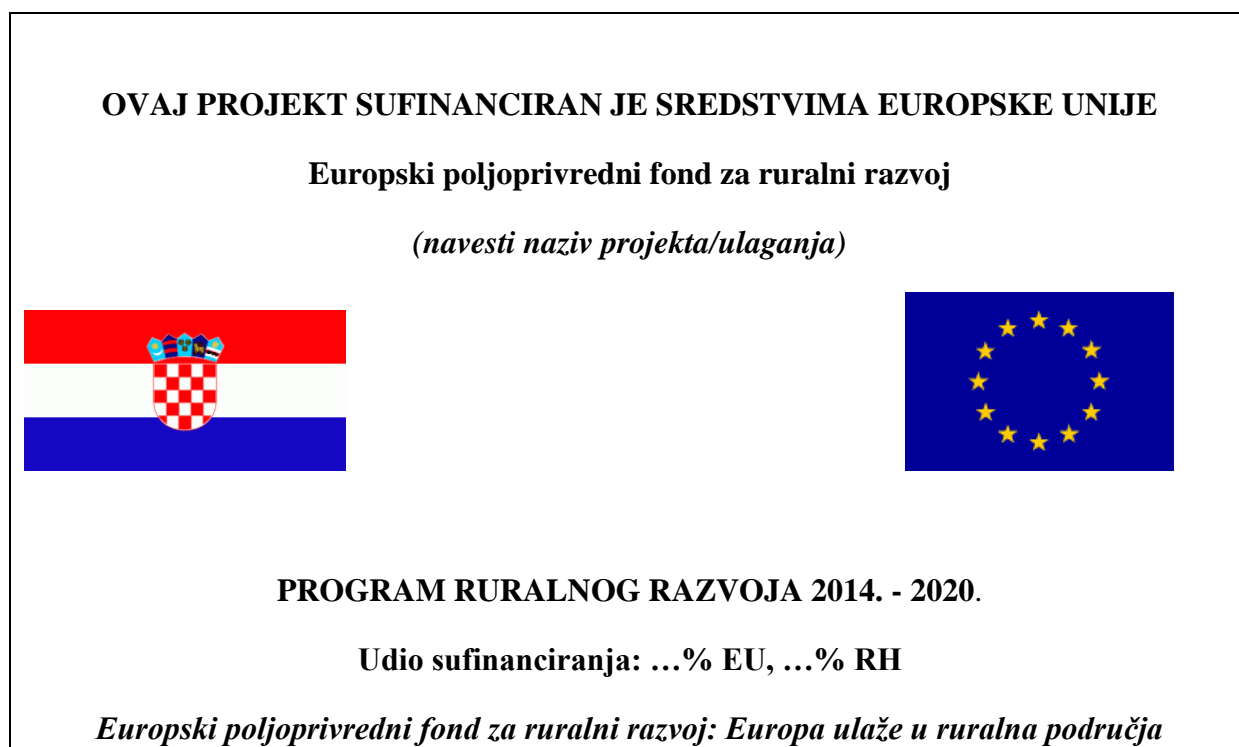 OVAJ PROJEKT SUFINANCIRAN JE SREDSTVIMA EUROPSKE UNIJE
Europski poljoprivredni fond za ruralni razvoj
(navesti naziv projekta/ulaganja)
PROGRAM RURALNOG RAZVOJA 2014. - 2020.
Udio sufinanciranja: …% EU, …% RH
Europski poljoprivredni fond za ruralni razvoj: Europa ulaže u ruralna područja